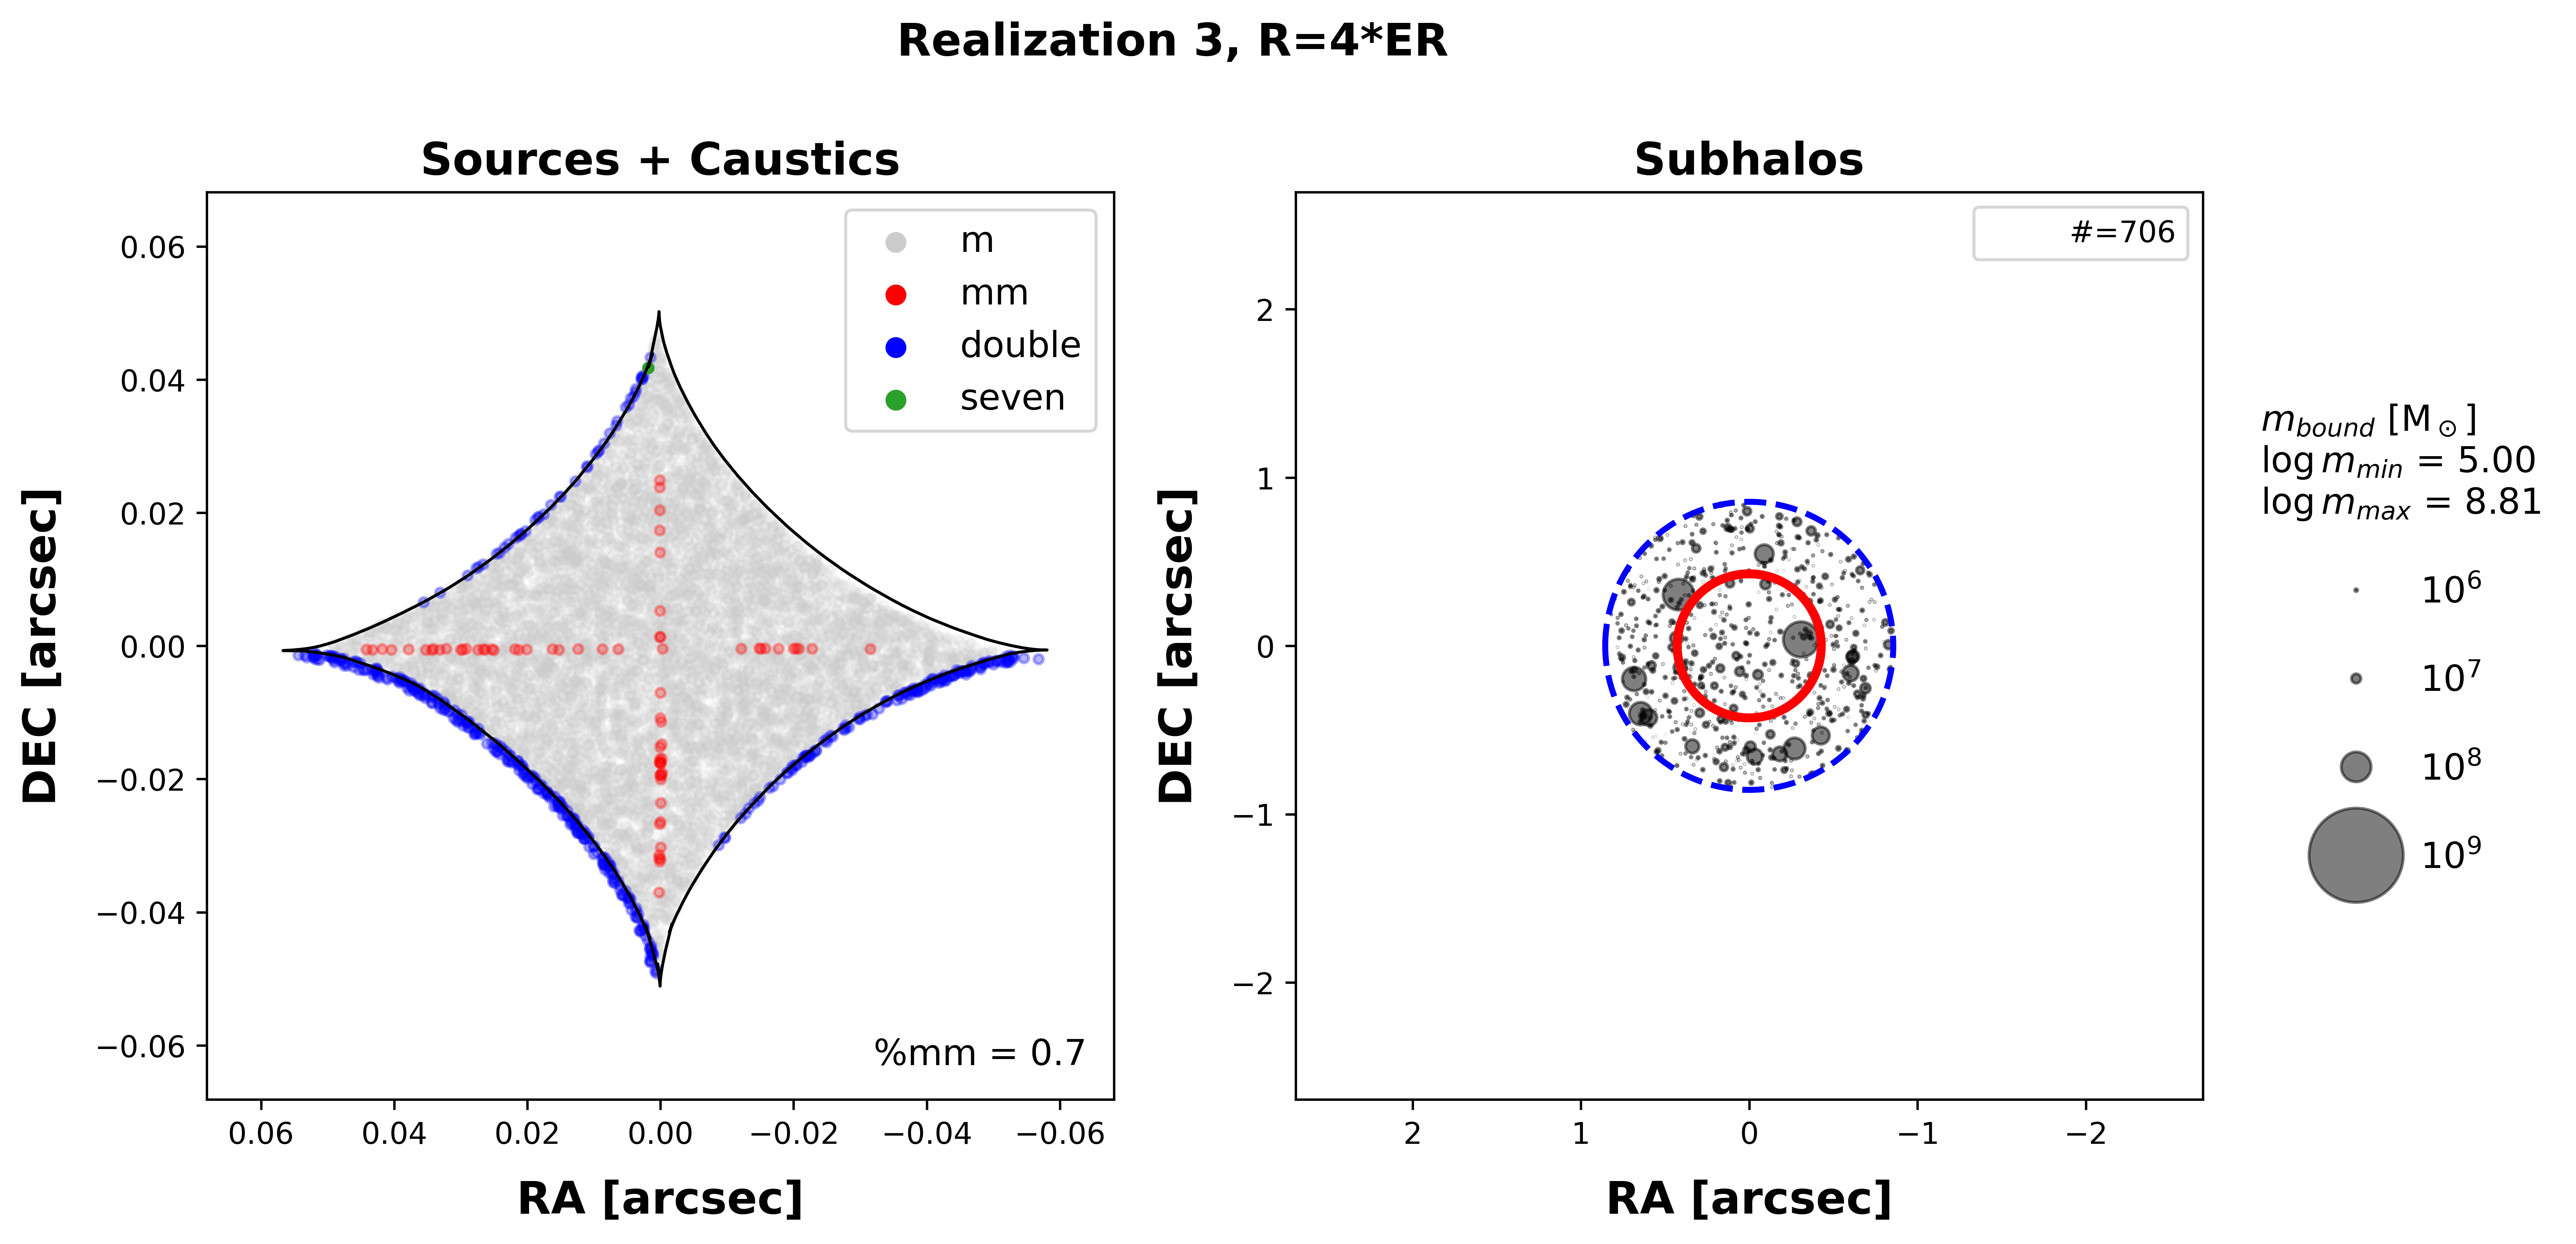 Realization 3, R=4*ER
Sources + Caustics
m
mm
double
seven
%mm = 0.7
0.06
0.04
0.02
0.00
−0.02
−0.04
−0.06
DEC [arcsec]
0.06
0.04
0.02
0.00
−0.02
−0.04
−0.06
RA [arcsec]
Subhalos
#=706
2
1
0
−1
−2
DEC [arcsec]
2
1
0
−1
−2
RA [arcsec]
m_bound [M_⊙]
log m_min = 5.00
log m_max = 8.81
10^6
10^7
10^8
10^9